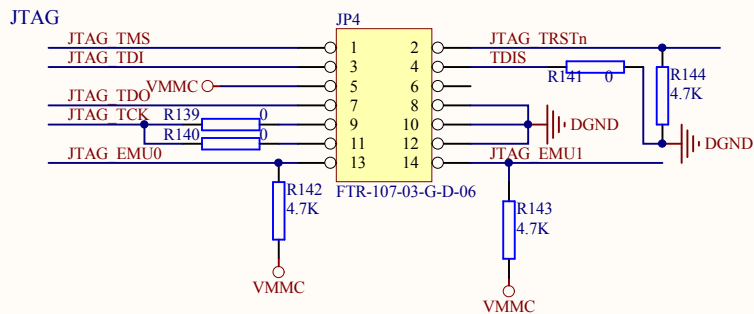 JTAG
JP4
JTAG_TMS 1 2 JTAG_TRSTn
JTAG_TDI 3 4 TDIS
R141 0
R144
4.7K
VMMC 5 6
JTAG_TDO 7 8
JTAG_TCK R139 0 9 10 DGND
R140 0 11 12
DGND
JTAG_EMU0 13 14 JTAG_EMU1
R142
4.7K
FTR-107-03-G-D-06
R143
4.7K
VMMC
VMMC